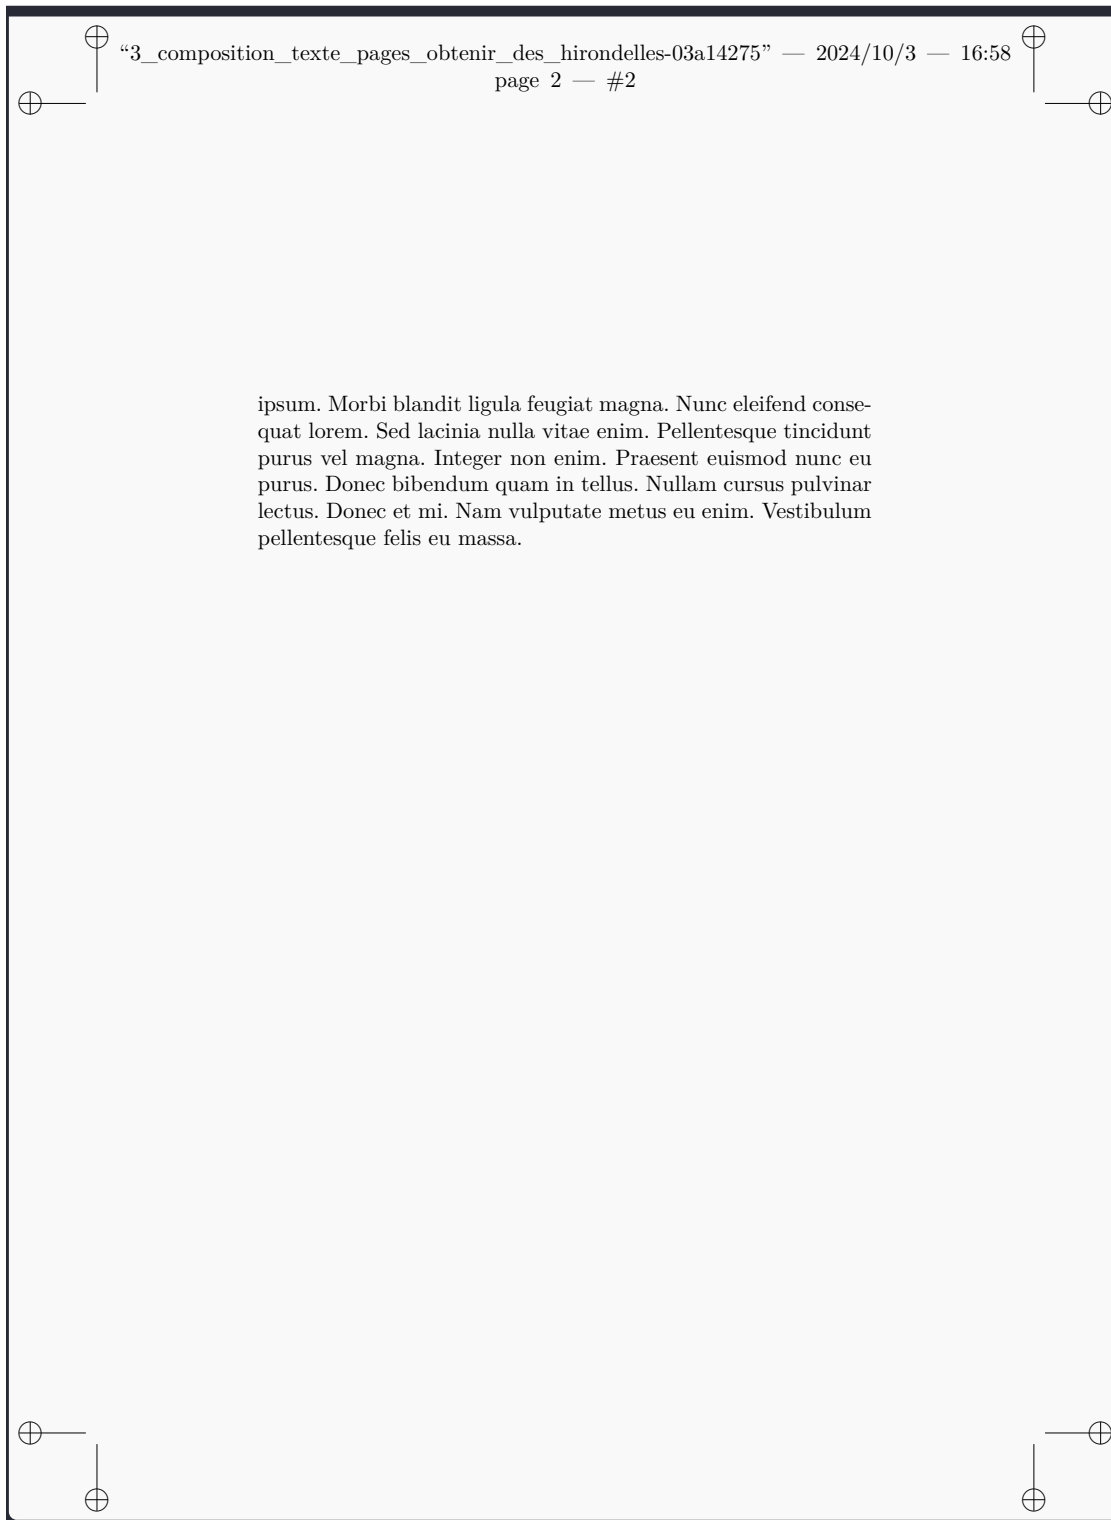 “3_composition_texte_pages_obtenir_des_hirondelles-03a14275” — 2024/10/3 — 16:58
page 2 — #2
ipsum. Morbi blandit ligula feugiat magna. Nunc eleifend conse-
quat lorem. Sed lacinia nulla vitae enim. Pellentesque tincidunt
purus vel magna. Integer non enim. Praesent euismod nunc eu
purus. Donec bibendum quam in tellus. Nullam cursus pulvinar
lectus. Donec et mi. Nam vulputate metus eu enim. Vestibulum
pellentesque felis eu massa.